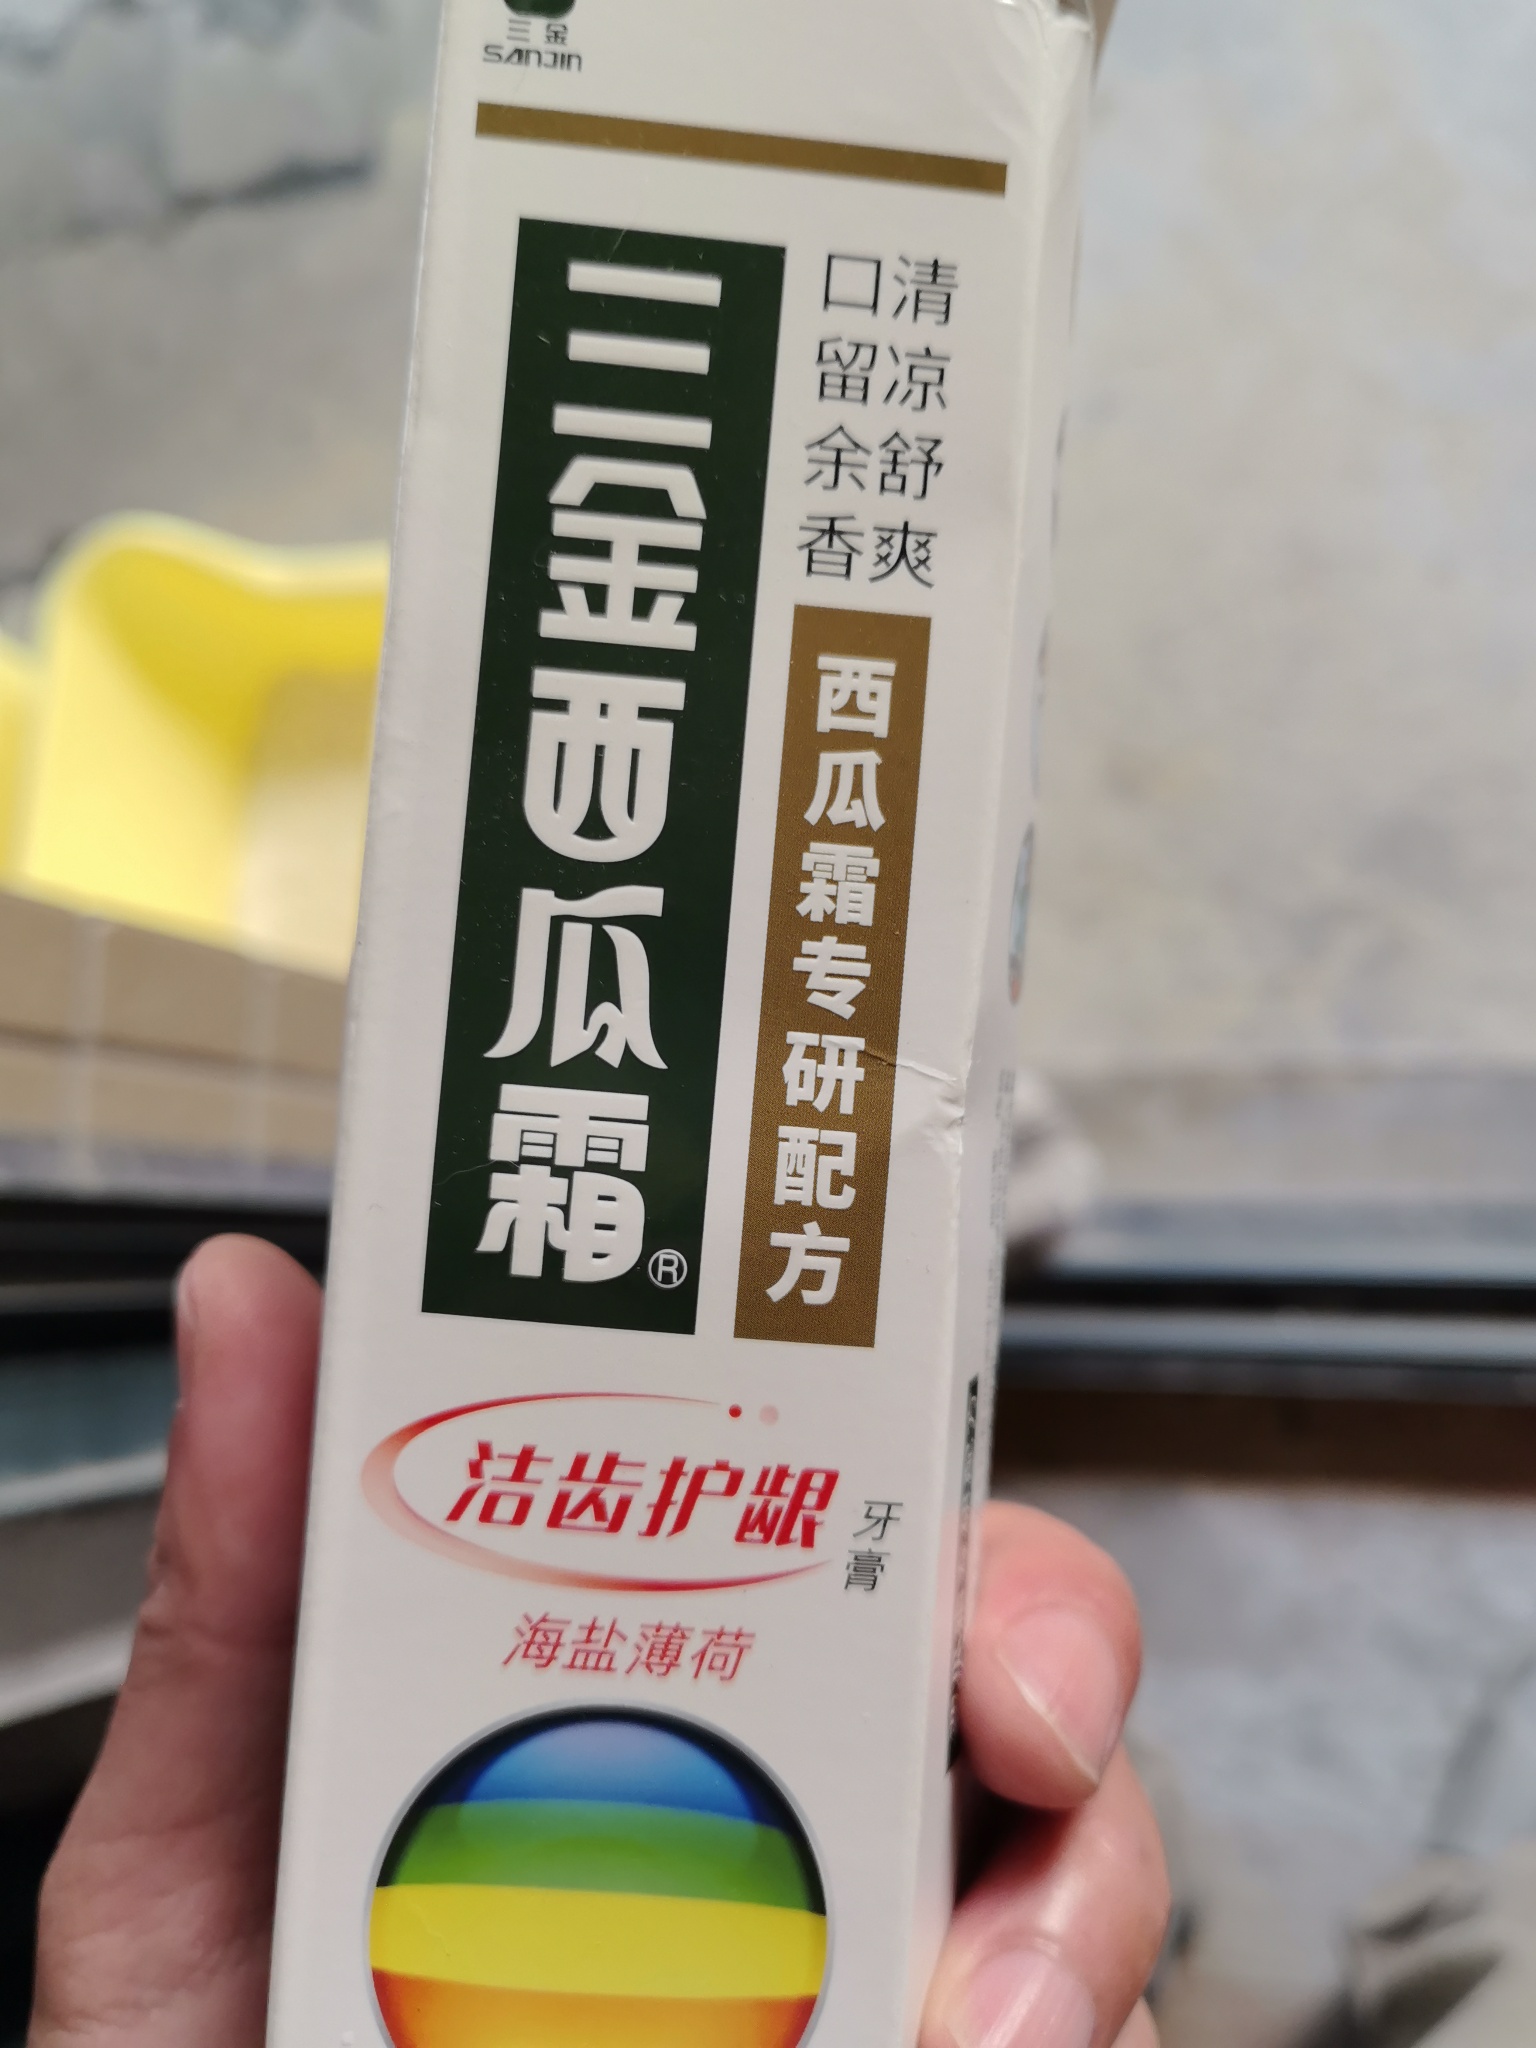 三金
SANJIN
三金西瓜霜®
清凉舒爽
口留余香
西瓜霜专研配方
洁齿护龈
牙膏
海盐薄荷